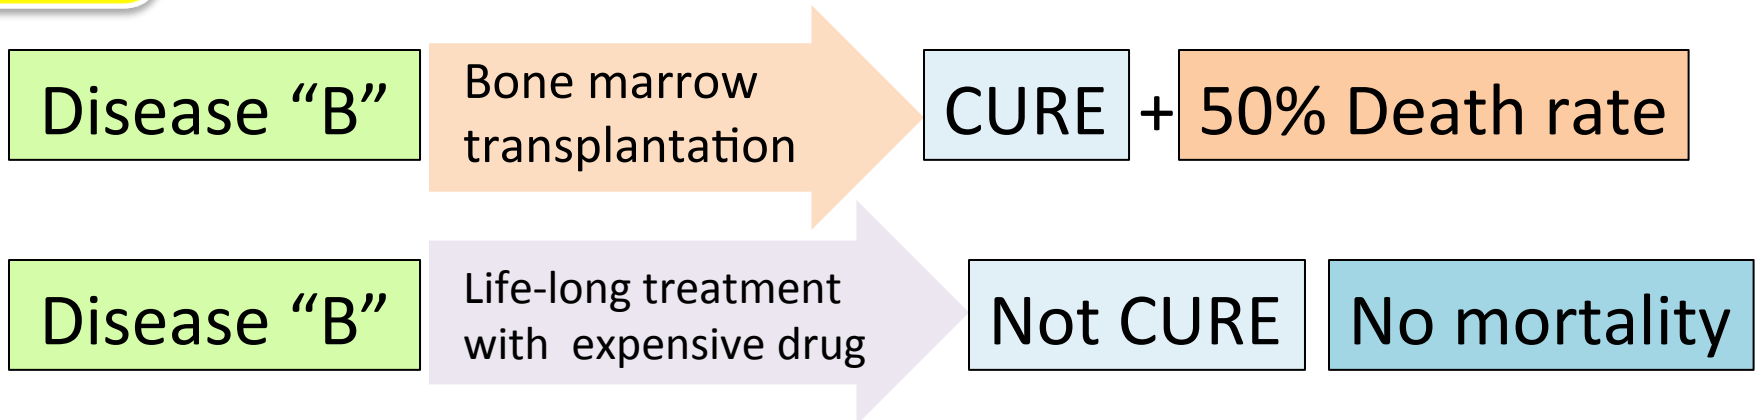 Disease “B”
Bone marrow
transplantation
CURE + 50% Death rate
Disease “B”
Life-long treatment
with expensive drug
Not CURE
No mortality